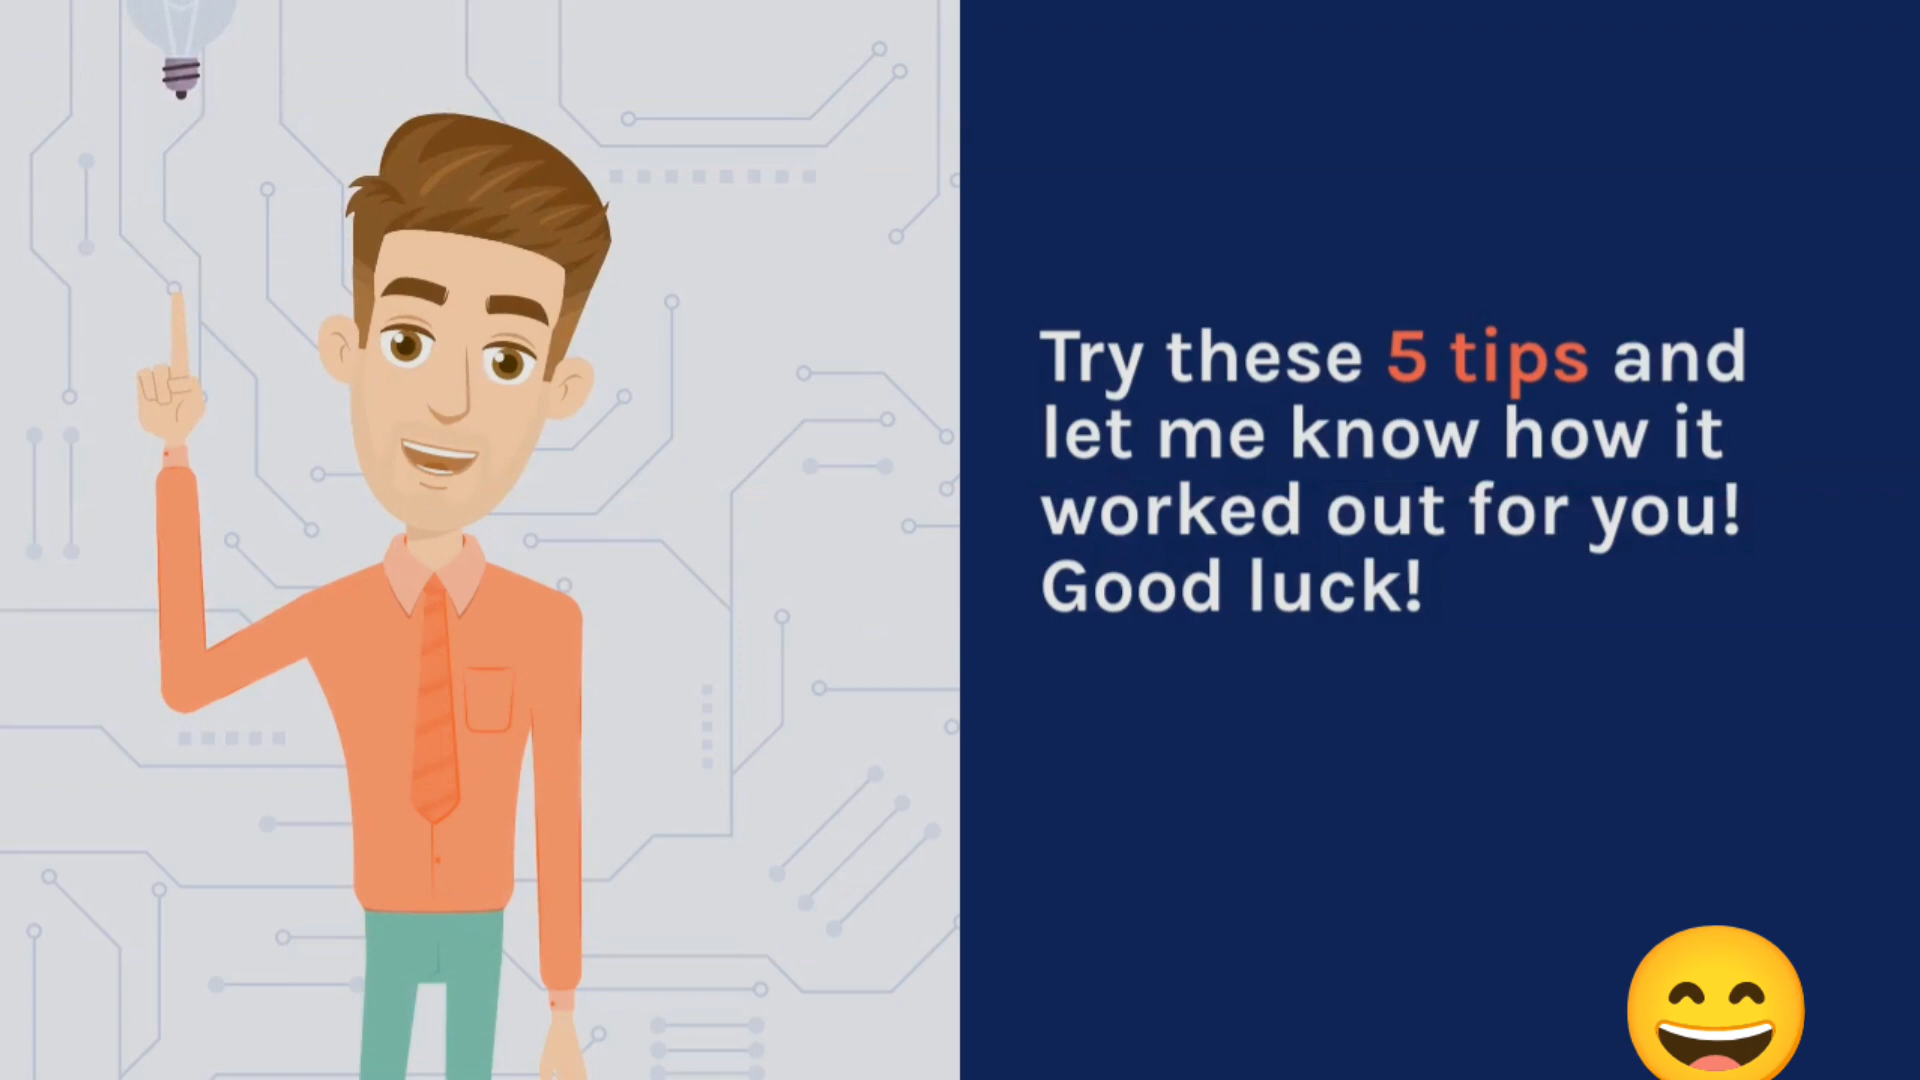 Try these 5 tips and
let me know how it
worked out for you!
Good luck!